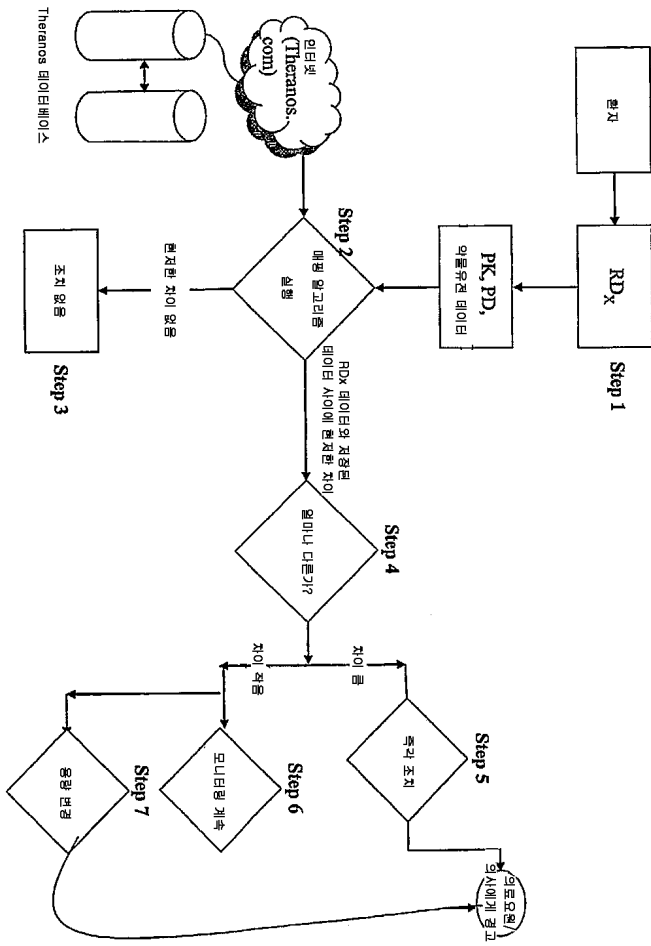 환자
RDx
Step 1
PK, PD,
약물유전 데이터
인터넷
(Theranos.
com)
Theranos 데이터베이스
Step 2
매핑 알고리즘
실행
현저한 차이 없음
조치 없음
Step 3
RDx 데이터와 저장된
데이터 사이에 현저한 차이
Step 4
얼마나 다른가?
차이 큼
차이 작음
Step 5
즉각 조치
Step 6
모니터링 계속
Step 7
용량 변경
의료요원/
의사에게 경고